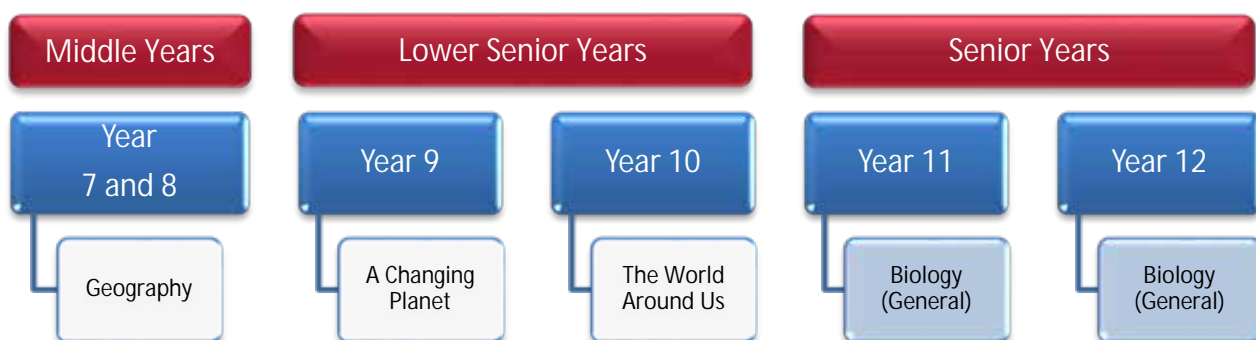 Middle Years
Lower Senior Years
Senior Years
Year
7 and 8
Year 9
Year 10
Year 11
Year 12
Geography
A Changing
Planet
The World
Around Us
Biology
(General)
Biology
(General)